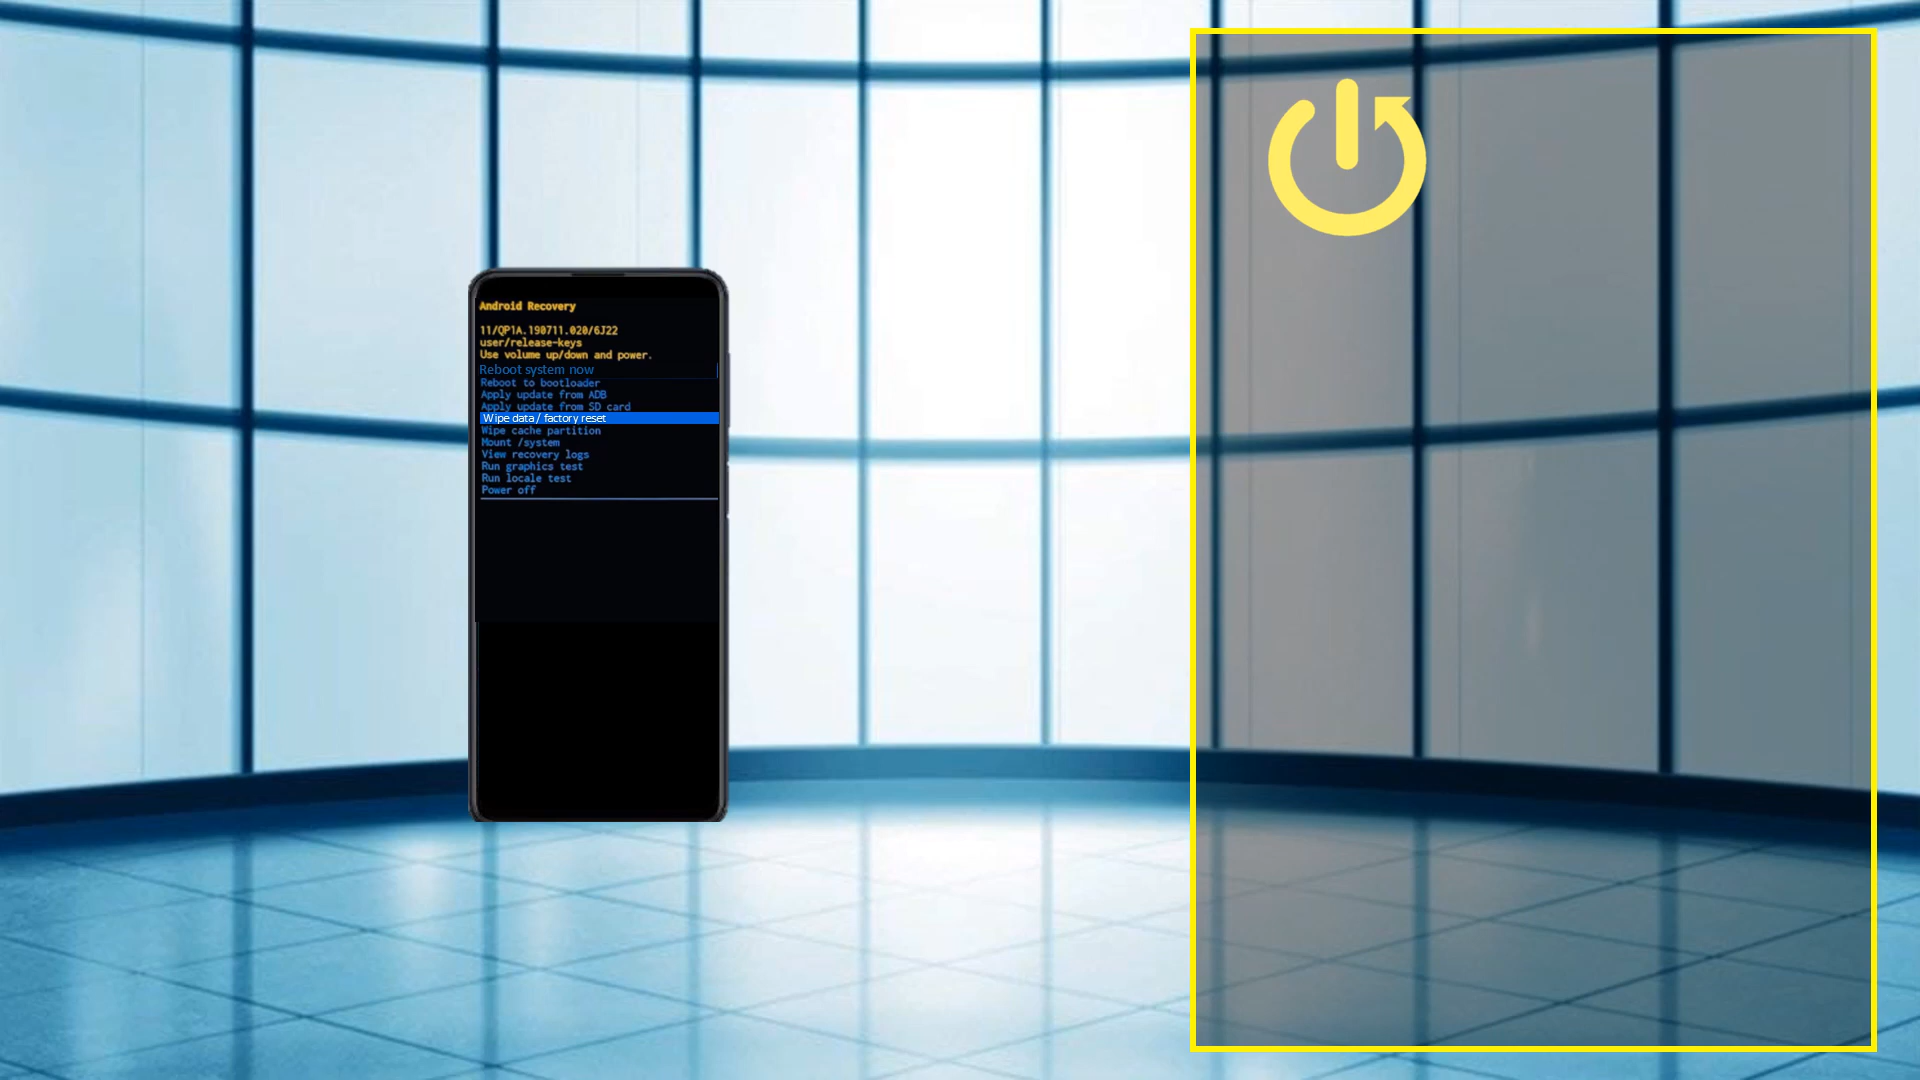 Android Recovery
11/QP1A.190711.020/6J22
user/release-keys
Use volume up/down and power.
Reboot system now
Reboot to bootloader
Apply update from ADB
Apply update from SD card
Wipe data / factory reset
Wipe cache partition
Mount /system
View recovery logs
Run graphics test
Run locale test
Power off